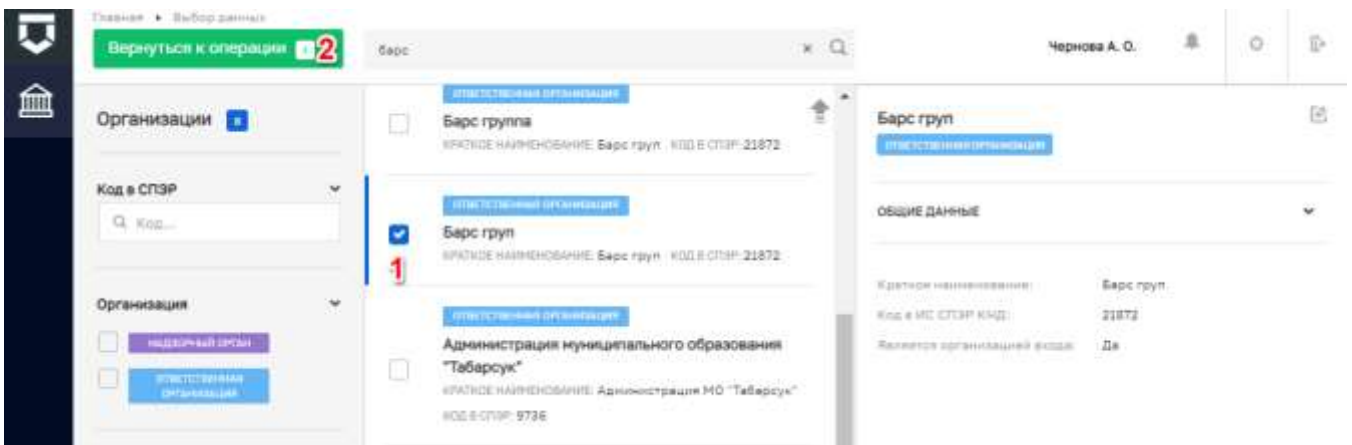 Главная ▸ Выбор данных
Вернуться к операции 2
барс
Чернова А. О.
Организации
Код в СПЭР
Код...
Организация
НАДЗОРНЫЙ ОРГАН
ОТВЕТСТВЕННАЯ
ОРГАНИЗАЦИЯ
ОТВЕТСТВЕННАЯ ОРГАНИЗАЦИЯ
Барс группа
КРАТКОЕ НАИМЕНОВАНИЕ: Барс груп КОД В СПЭР: 21872
ОТВЕТСТВЕННАЯ ОРГАНИЗАЦИЯ
Барс груп
КРАТКОЕ НАИМЕНОВАНИЕ: Барс груп КОД В СПЭР: 21872
1
ОТВЕТСТВЕННАЯ ОРГАНИЗАЦИЯ
Администрация муниципального образования
"Табарсук"
КРАТКОЕ НАИМЕНОВАНИЕ: Администрация МО "Табарсук"
КОД В СПЭР: 9736
Барс груп
ОТВЕТСТВЕННАЯ ОРГАНИЗАЦИЯ
ОБЩИЕ ДАННЫЕ
Краткое наименование: Барс груп
Код в ИС СПЭР КНД: 21872
Является организацией входа: Да